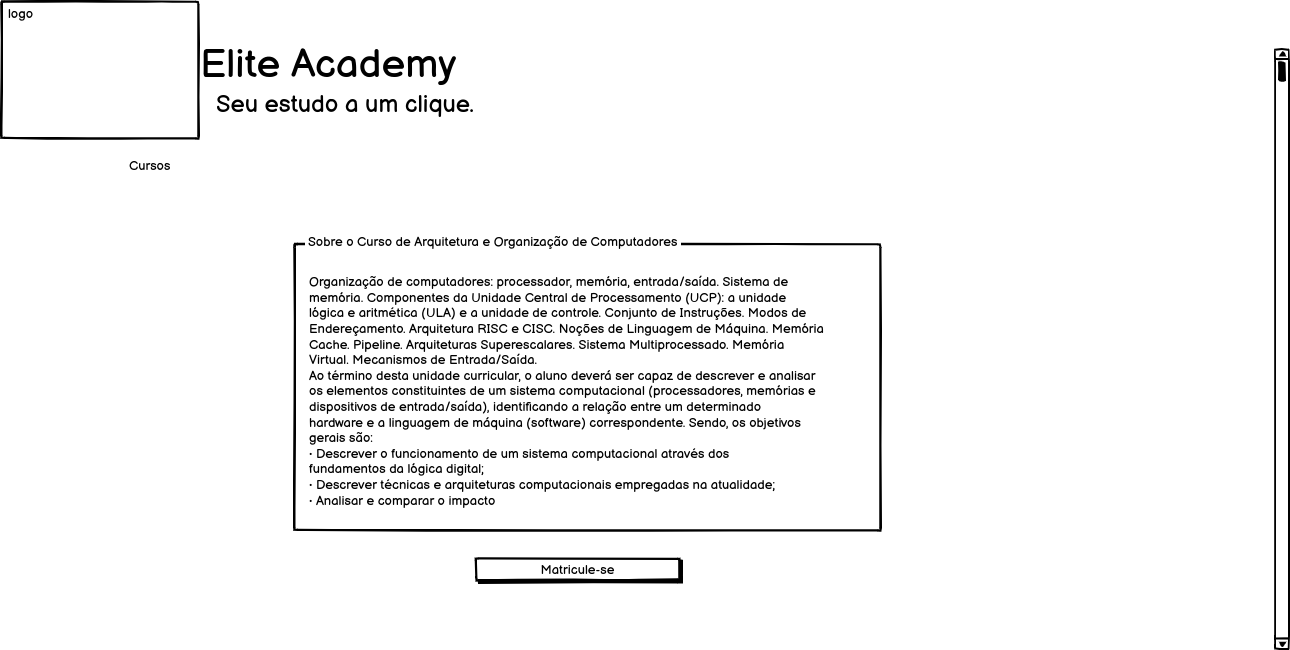 logo
Elite Academy
Seu estudo a um clique.
Cursos
Sobre o Curso de Arquitetura e Organização de Computadores
Organização de computadores: processador, memória, entrada/saída. Sistema de
memória. Componentes da Unidade Central de Processamento (UCP): a unidade
lógica e aritmética (ULA) e a unidade de controle. Conjunto de Instruções. Modos de
Endereçamento. Arquitetura RISC e CISC. Noções de Linguagem de Máquina. Memória
Cache. Pipeline. Arquiteturas Superescalares. Sistema Multiprocessado. Memória
Virtual. Mecanismos de Entrada/Saída.
Ao término desta unidade curricular, o aluno deverá ser capaz de descrever e analisar
os elementos constituintes de um sistema computacional (processadores, memórias e
dispositivos de entrada/saída), identificando a relação entre um determinado
hardware e a linguagem de máquina (software) correspondente. Sendo, os objetivos
gerais são:
· Descrever o funcionamento de um sistema computacional através dos
fundamentos da lógica digital;
· Descrever técnicas e arquiteturas computacionais empregadas na atualidade;
· Analisar e comparar o impacto
Matricule-se